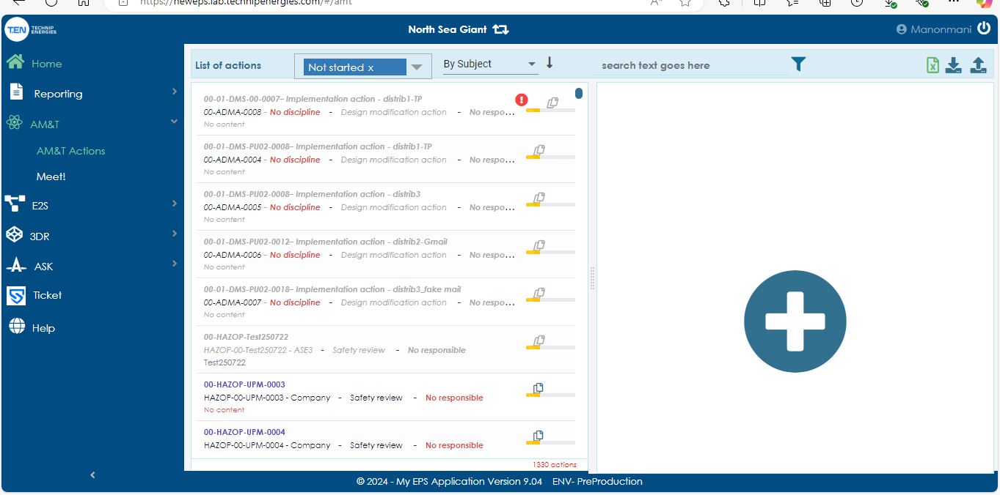 https://neweps.lab.technipenergies.com/#/amt
T.EN TECHNIP ENERGIES
North Sea Giant
Manonmani
Home
Reporting
AM&T
AM&T Actions
Meet!
E2S
3DR
ASK
Ticket
Help
List of actions
Not started x
By Subject
search text goes here
00-01-DMS-00-0007– Implementation action - distrib1-TP
00-ADMA-0008 - No discipline - Design modification action - No respo...
No content
00-01-DMS-PU02-0008– Implementation action - distrib1-TP
00-ADMA-0004 - No discipline - Design modification action - No respo...
No content
00-01-DMS-PU02-0008– Implementation action - distrib3
00-ADMA-0005 - No discipline - Design modification action - No respo...
No content
00-01-DMS-PU02-0012– Implementation action - distrib2-Gmail
00-ADMA-0006 - No discipline - Design modification action - No respo...
No content
00-01-DMS-PU02-0018– Implementation action - distrib3_fake mail
00-ADMA-0007 - No discipline - Design modification action - No respo...
No content
00-HAZOP-Test250722
HAZOP-00-Test250722 - ASE3 - Safety review - No responsible
Test250722
00-HAZOP-UPM-0003
HAZOP-00-UPM-0003 - Company - Safety review - No responsible
No content
00-HAZOP-UPM-0004
HAZOP-00-UPM-0004 - Company - Safety review - No responsible
1330 actions
© 2024 - My EPS Application Version 9.04 ENV- PreProduction